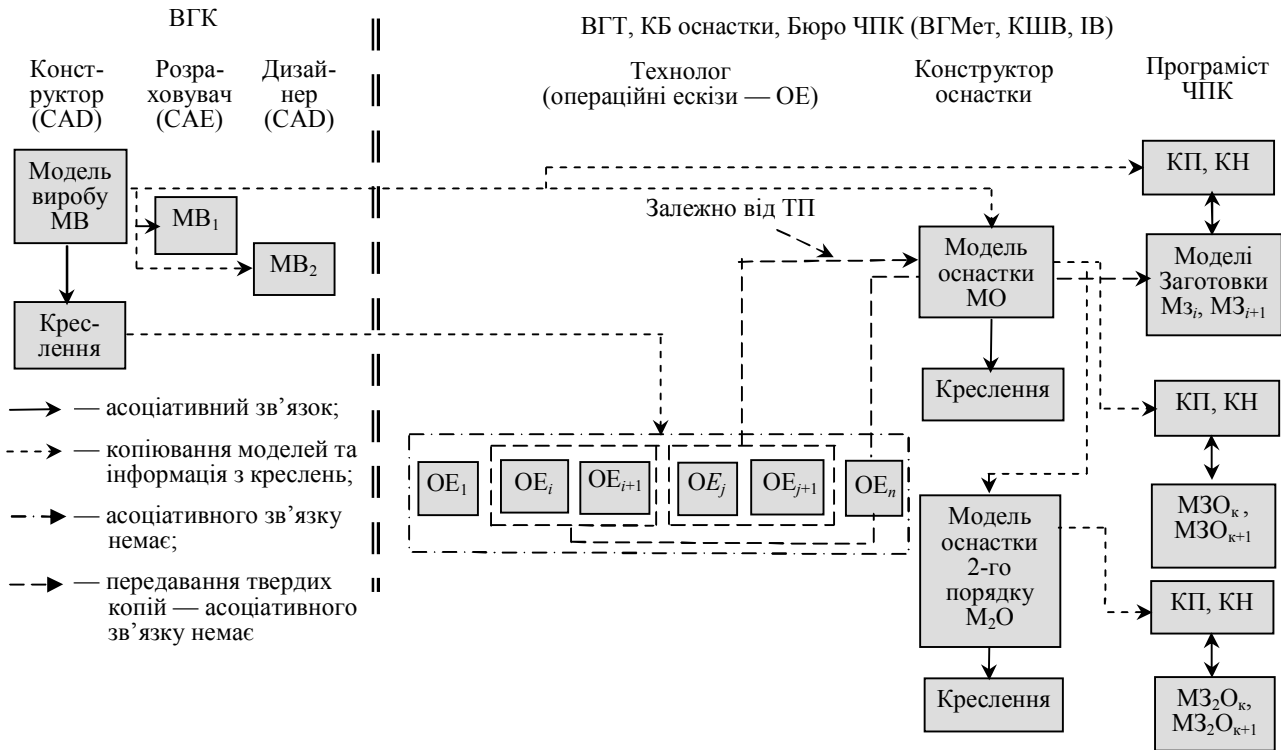 ВГК
ВГТ, КБ оснастки, Бюро ЧПК (ВГМет, КШВ, ІВ)
Конст-
руктор
(CAD)
Розра-
ховувач
(CAE)
Дизай-
нер
(CAD)
Технолог
(операційні ескізи — ОЕ)
Конструктор
оснастки
Програміст
ЧПК
Модель
виробу
МВ
МВ₁
МВ₂
Крес-
лення
Залежно від ТП
Модель
оснастки
МО
КП, КН
Моделі
Заготовки
Мзᵢ, МЗᵢ₊₁
Креслення
КП, КН
— асоціативний зв’язок;
— копіювання моделей та
інформація з креслень;
— асоціативного зв’язку
немає;
— передавання твердих
копій — асоціативного
зв’язку немає
ОЕ₁
ОЕᵢ
ОЕᵢ₊₁
ОЕⱼ
ОЕⱼ₊₁
ОЕₙ
Модель
оснастки
2-го
порядку
М₂О
МЗОк ,
МЗОк+1
КП, КН
Креслення
МЗ₂Ок,
МЗ₂Ок+1